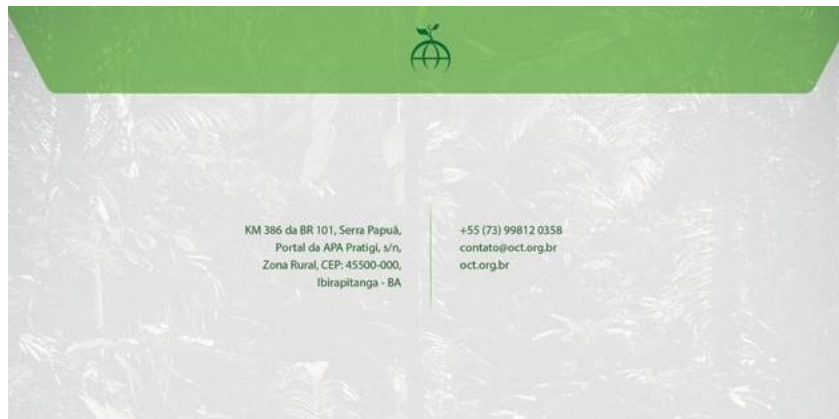 KM 386 da BR 101, Serra Papuã,
Portal da APA Pratigi, s/n,
Zona Rural, CEP: 45500-000,
Ibirapitanga - BA
+55 (73) 99812 0358
contato@oct.org.br
oct.org.br